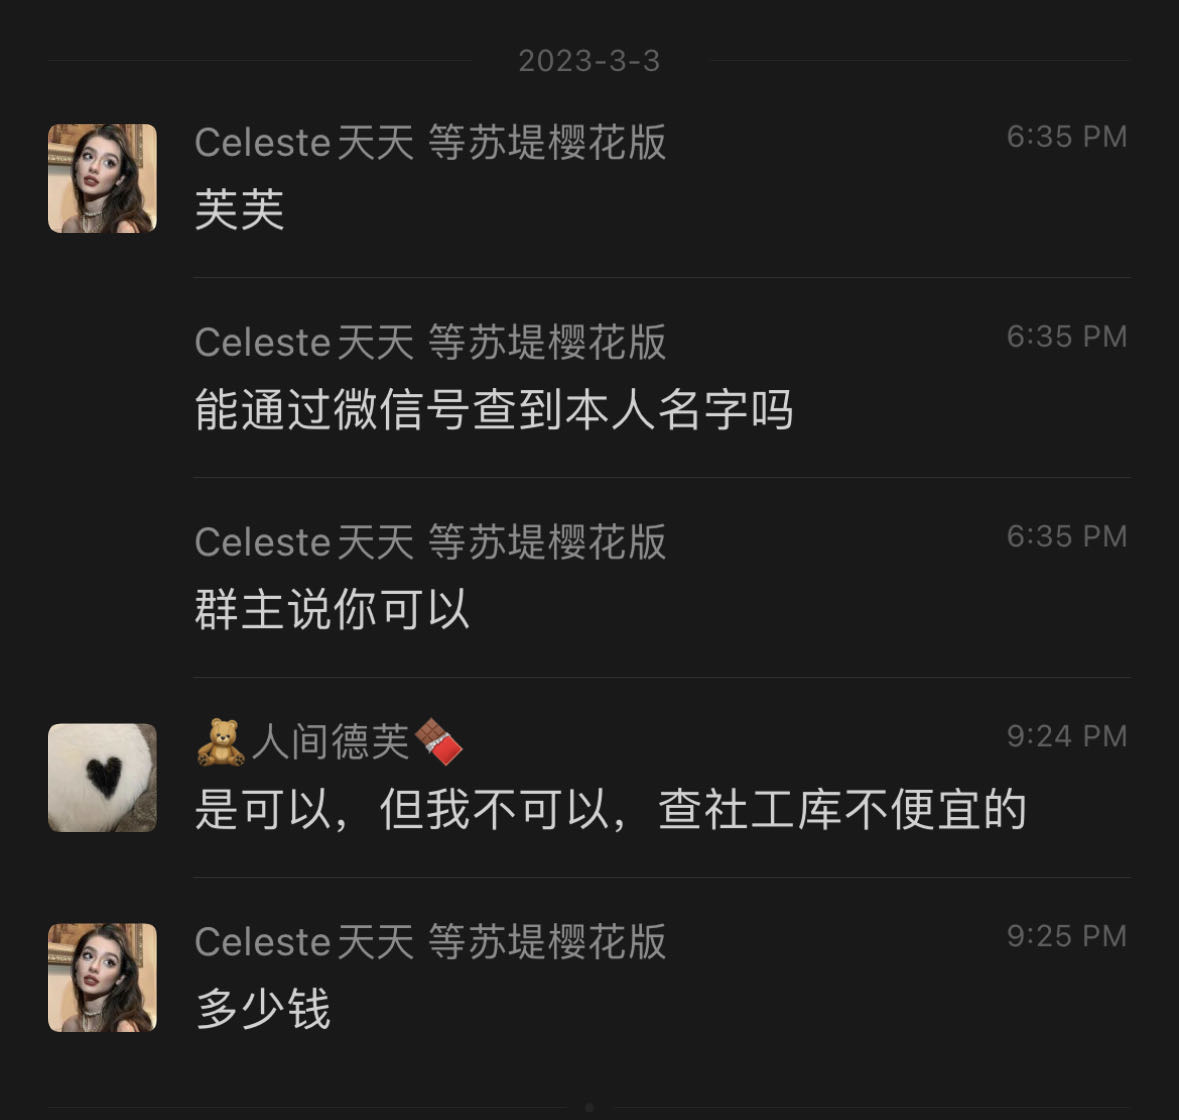 2023-3-3
Celeste天天 等苏堤樱花版 6:35 PM
芙芙
Celeste天天 等苏堤樱花版 6:35 PM
能通过微信号查到本人名字吗
Celeste天天 等苏堤樱花版 6:35 PM
群主说你可以
🧸人间德芙🍫 9:24 PM
是可以，但我不可以，查社工库不便宜的
Celeste天天 等苏堤樱花版 9:25 PM
多少钱